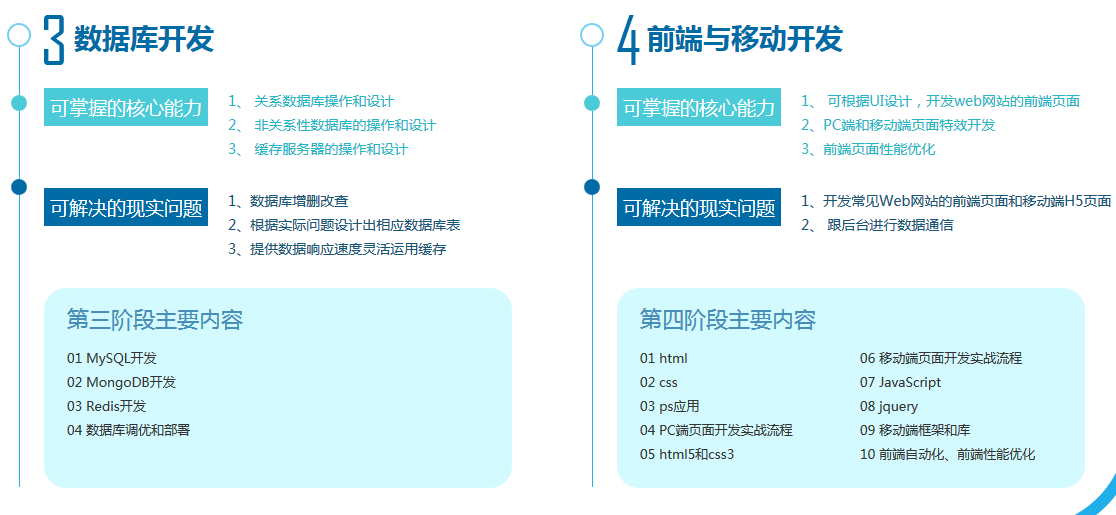 3 数据库开发
可掌握的核心能力
1、 关系数据库操作和设计
2、 非关系性数据库的操作和设计
3、 缓存服务器的操作和设计
可解决的现实问题
1、数据库增删改查
2、根据实际问题设计出相应数据库表
3、提供数据响应速度灵活运用缓存
第三阶段主要内容
01 MySQL开发
02 MongoDB开发
03 Redis开发
04 数据库调优和部署
4 前端与移动开发
可掌握的核心能力
1、 可根据UI设计，开发web网站的前端页面
2、PC端和移动端页面特效开发
3、前端页面性能优化
可解决的现实问题
1、开发常见Web网站的前端页面和移动端H5页面
2、 跟后台进行数据通信
第四阶段主要内容
01 html
02 css
03 ps应用
04 PC端页面开发实战流程
05 html5和css3
06 移动端页面开发实战流程
07 JavaScript
08 jquery
09 移动端框架和库
10 前端自动化、前端性能优化